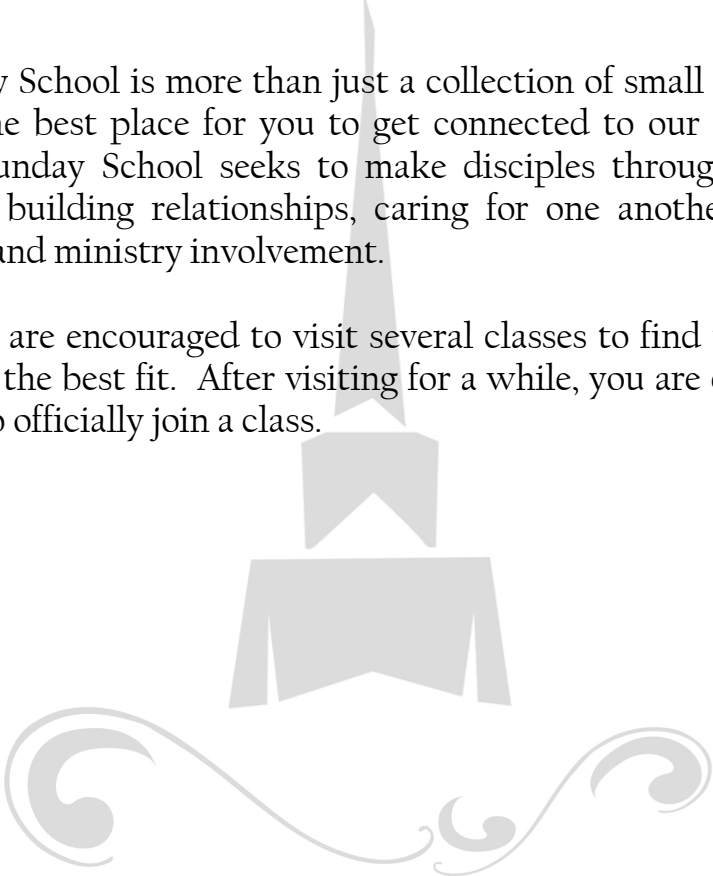 y School is more than just a collection of small
he best place for you to get connected to our
unday School seeks to make disciples throug
building relationships, caring for one anothe
and ministry involvement.
are encouraged to visit several classes to find
the best fit. After visiting for a while, you are
o officially join a class.